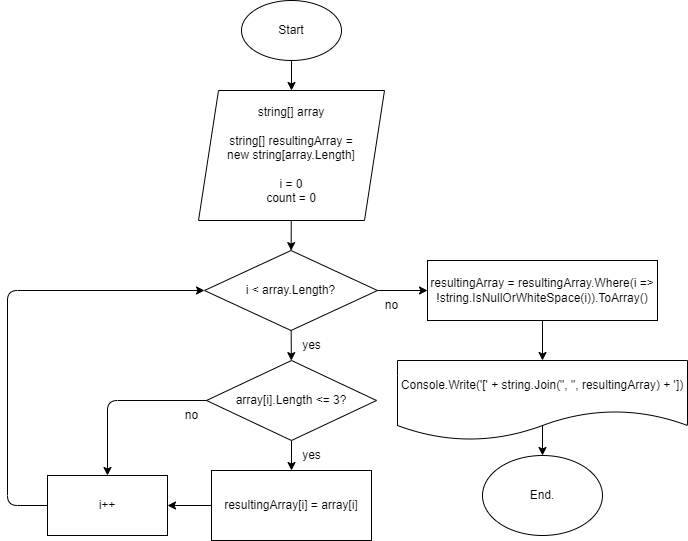 Start
string[] array
string[] resultingArray =
new string[array.Length]
i = 0
count = 0
i < array.Length?
no
resultingArray = resultingArray.Where(i =>
!string.IsNullOrWhiteSpace(i)).ToArray()
yes
Console.Write('[' + string.Join(", ", resultingArray) + '])
array[i].Length <= 3?
no
yes
End.
i++
resultingArray[i] = array[i]